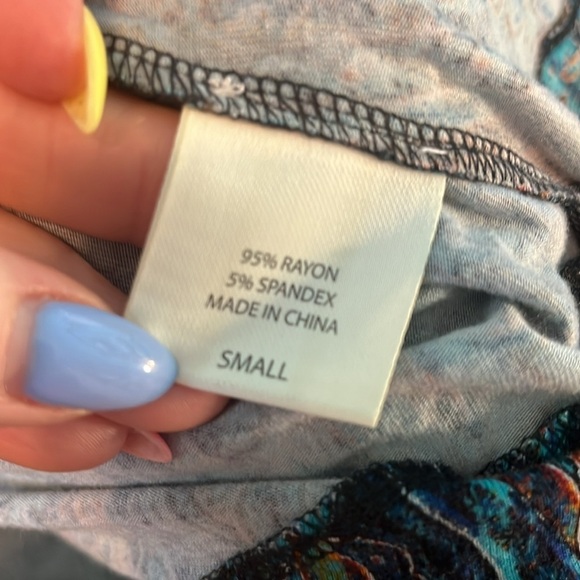 95% RAYON
5% SPANDEX
MADE IN CHINA
SMALL